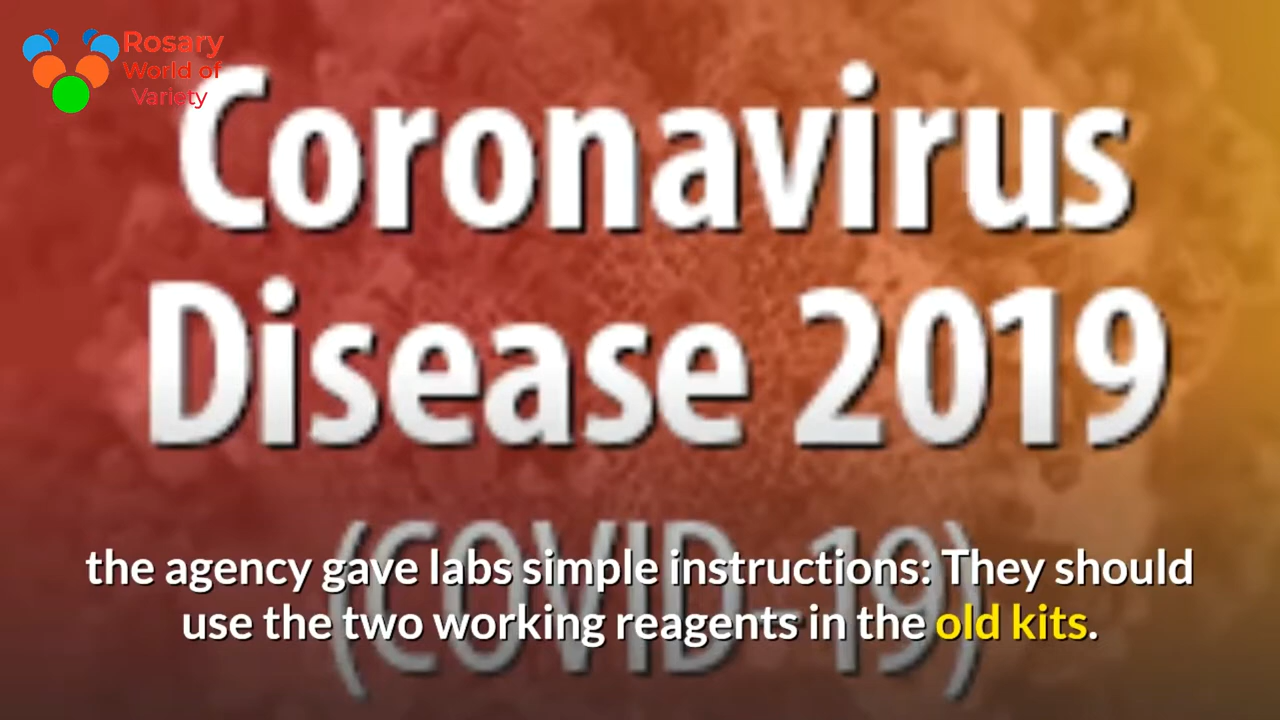 Rosary
World of
Variety
Coronavirus
Disease 2019
(COVID-19)
the agency gave labs simple instructions: They should
use the two working reagents in the old kits.